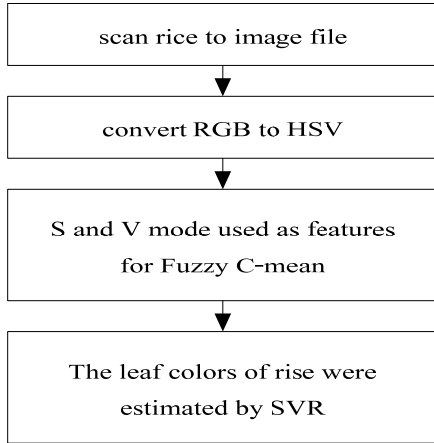 scan rice to image file
convert RGB to HSV
S and V mode used as features
for Fuzzy C-mean
The leaf colors of rise were
estimated by SVR